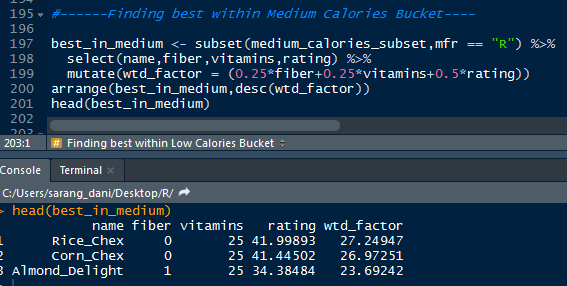 194
195 #------Finding best within Medium Calories Bucket----
196
197 best_in_medium <- subset(medium_calories_subset,mfr == "R") %>%
198 select(name,fiber,vitamins,rating) %>%
199 mutate(wtd_factor = (0.25*fiber+0.25*vitamins+0.5*rating))
200 arrange(best_in_medium,desc(wtd_factor))
201 head(best_in_medium)
202
203
203:1 # Finding best within Low Calories Bucket
Console Terminal ×
C:/Users/sarang_dani/Desktop/R/
> head(best_in_medium)
name fiber vitamins rating wtd_factor
1 Rice_Chex 0 25 41.99893 27.24947
2 Corn_Chex 0 25 41.44502 26.97251
3 Almond_Delight 1 25 34.38484 23.69242